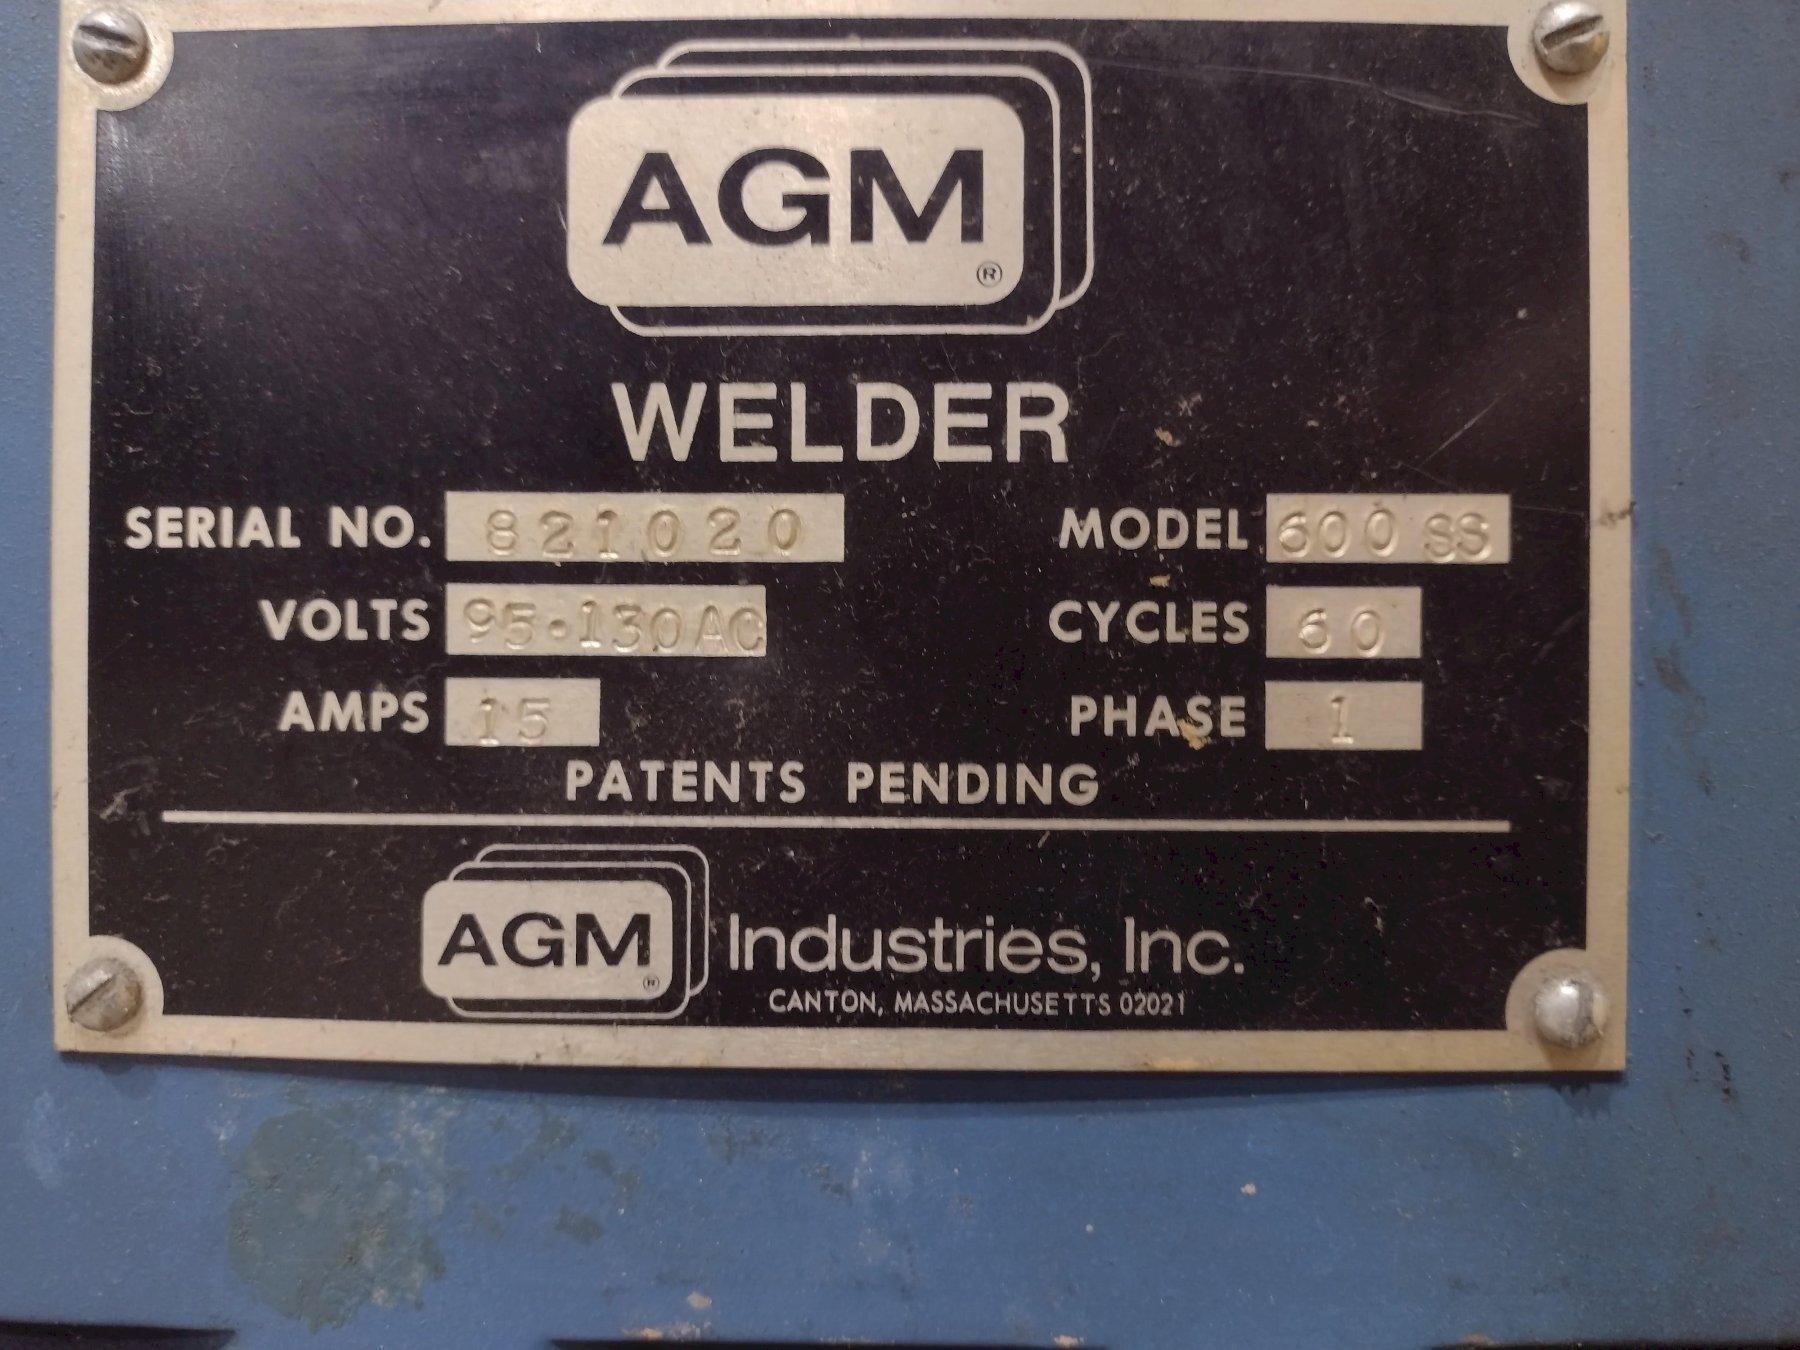 AGM
®
WELDER
SERIAL NO. 821020 MODEL 600 SS
VOLTS 95·130AC CYCLES 60
AMPS 15 PHASE 1
PATENTS PENDING
AGM® Industries, Inc.
CANTON, MASSACHUSETTS 02021